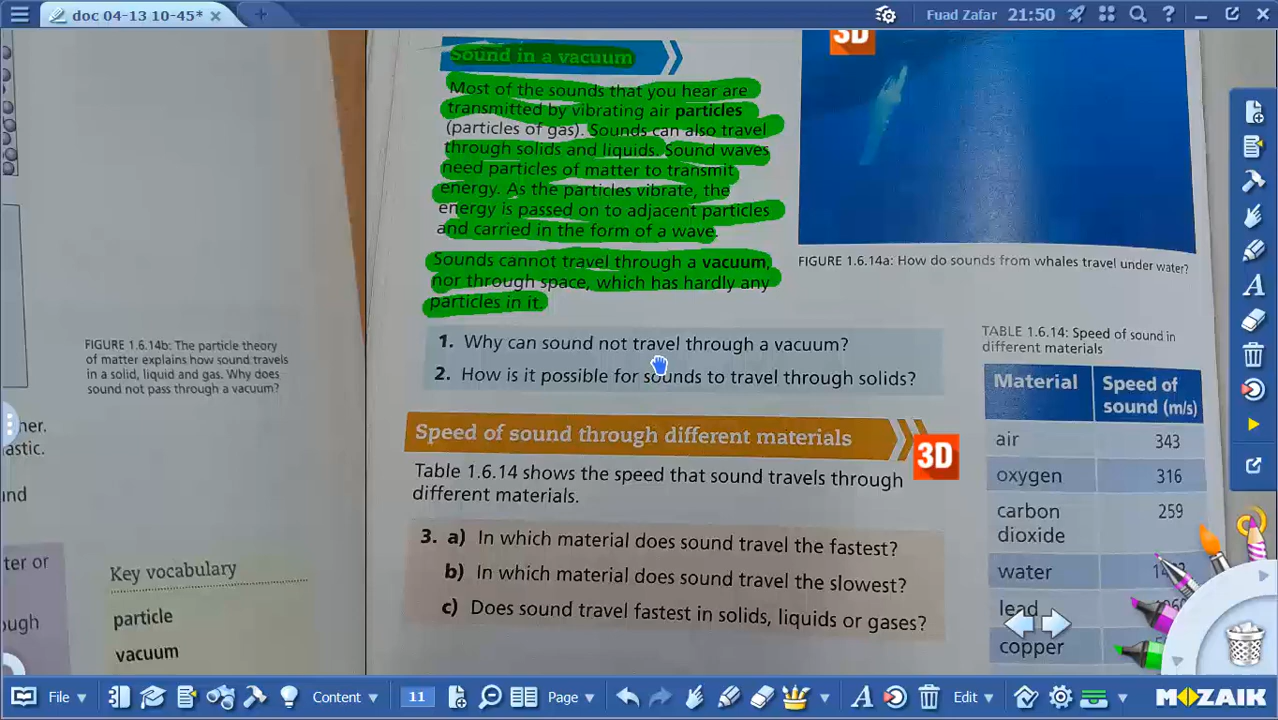 doc 04-13 10-45*
Fuad Zafar 21:50
Sound in a vacuum
3D
Most of the sounds that you hear are
transmitted by vibrating air particles
(particles of gas). Sounds can also travel
through solids and liquids. Sound waves
need particles of matter to transmit
energy. As the particles vibrate, the
energy is passed on to adjacent particles
and carried in the form of a wave.
Sounds cannot travel through a vacuum,
nor through space, which has hardly any
particles in it.
FIGURE 1.6.14a: How do sounds from whales travel under water?
1. Why can sound not travel through a vacuum?
2. How is it possible for sounds to travel through solids?
FIGURE 1.6.14b: The particle theory
of matter explains how sound travels
in a solid, liquid and gas. Why does
sound not pass through a vacuum?
her.
astic.
nd
ter or
ough
Key vocabulary
particle
vacuum
Speed of sound through different materials
3D
Table 1.6.14 shows the speed that sound travels through
different materials.
3. a) In which material does sound travel the fastest?
b) In which material does sound travel the slowest?
c) Does sound travel fastest in solids, liquids or gases?
TABLE 1.6.14: Speed of sound in
different materials
Material Speed of
sound (m/s)
air 343
oxygen 316
carbon 259
dioxide
water
lead
copper
File Content 11 Page A Edit MOZAIK